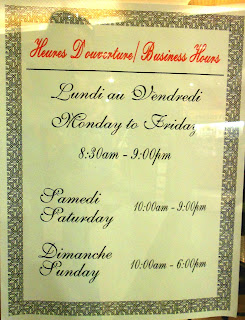 Heures Douverture/ Business Hours
Lundi au Vendredi
Monday to Friday
8:30am - 9:00pm
Samedi
Saturday 10:00am - 9:00pm
Dimanche
Sunday 10:00am - 6:00pm